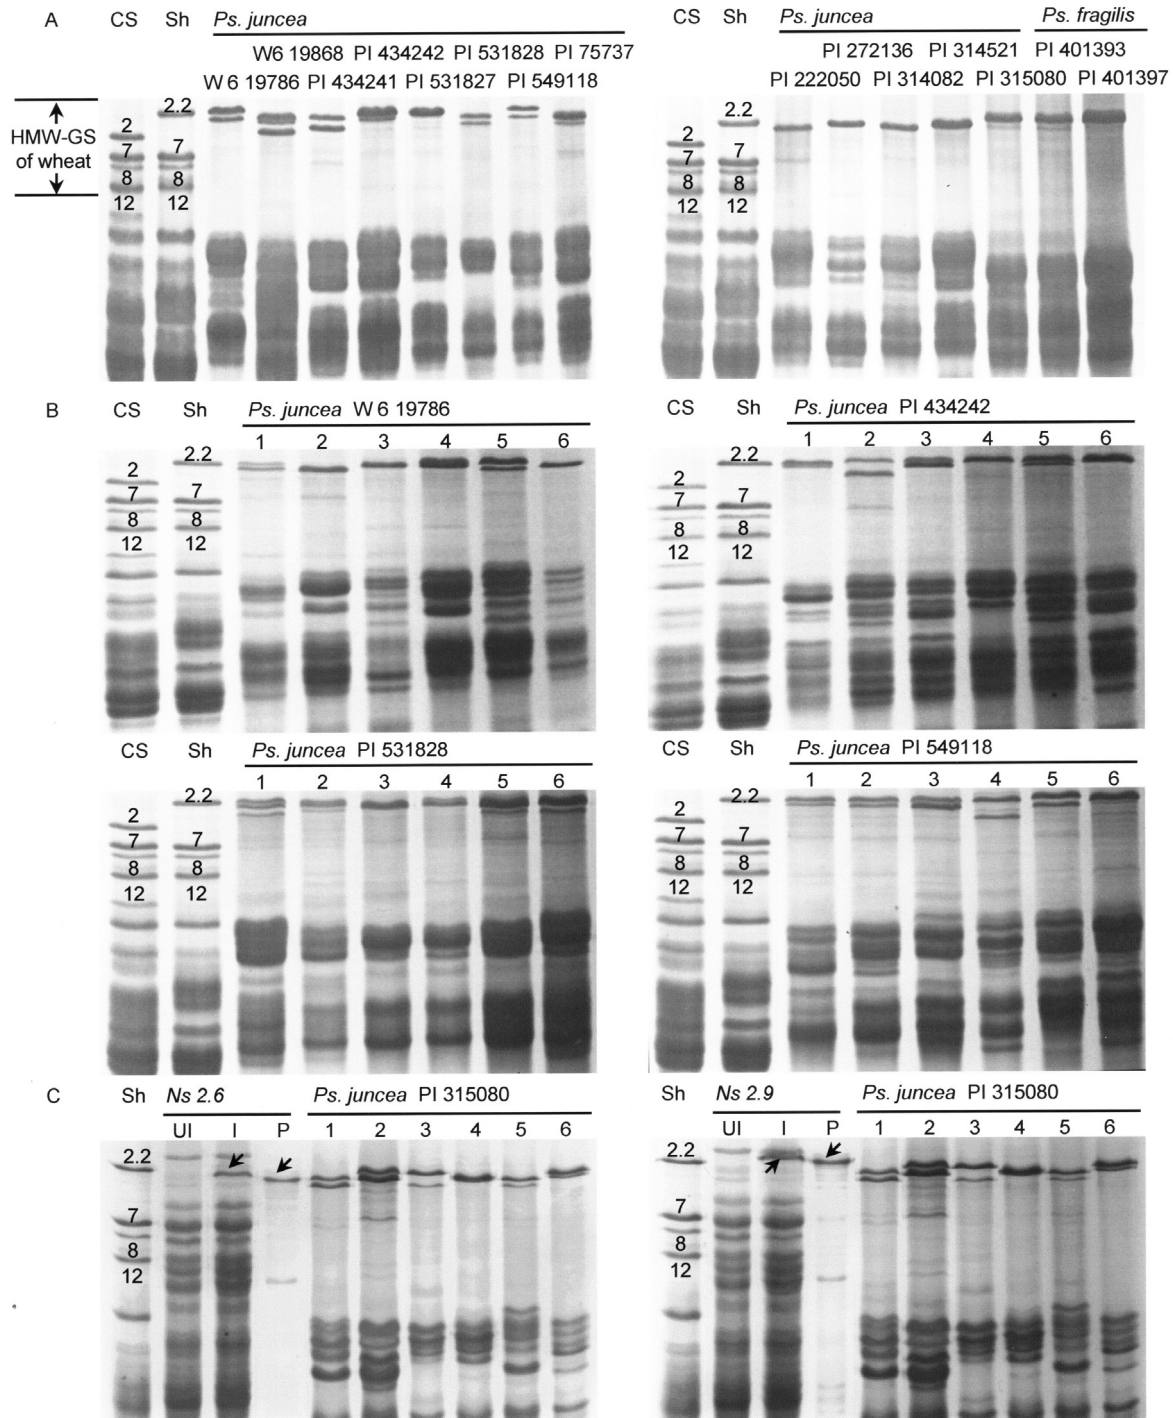 A CS Sh Ps. juncea CS Sh Ps. juncea Ps. fragilis
W6 19868 PI 434242 PI 531828 PI 75737 PI 272136 PI 314521 PI 401393
W 6 19786 PI 434241 PI 531827 PI 549118 PI 222050 PI 314082 PI 315080 PI 401397
2.2 2.2
HMW-GS 2 2
of wheat 7 7 7 7
8 8 8 8
12 12 12 12
B CS Sh Ps. juncea W 6 19786 CS Sh Ps. juncea PI 434242
1 2 3 4 5 6 1 2 3 4 5 6
2.2 2.2
2 2
7 7 7 7
8 8 8 8
12 12 12 12
CS Sh Ps. juncea PI 531828 CS Sh Ps. juncea PI 549118
1 2 3 4 5 6 1 2 3 4 5 6
2.2 2.2
2 2
7 7 7 7
8 8 8 8
12 12 12 12
C Sh Ns 2.6 Ps. juncea PI 315080 Sh Ns 2.9 Ps. juncea PI 315080
UI I P 1 2 3 4 5 6 UI I P 1 2 3 4 5 6
2.2 2.2
7 7
8 8
12 12